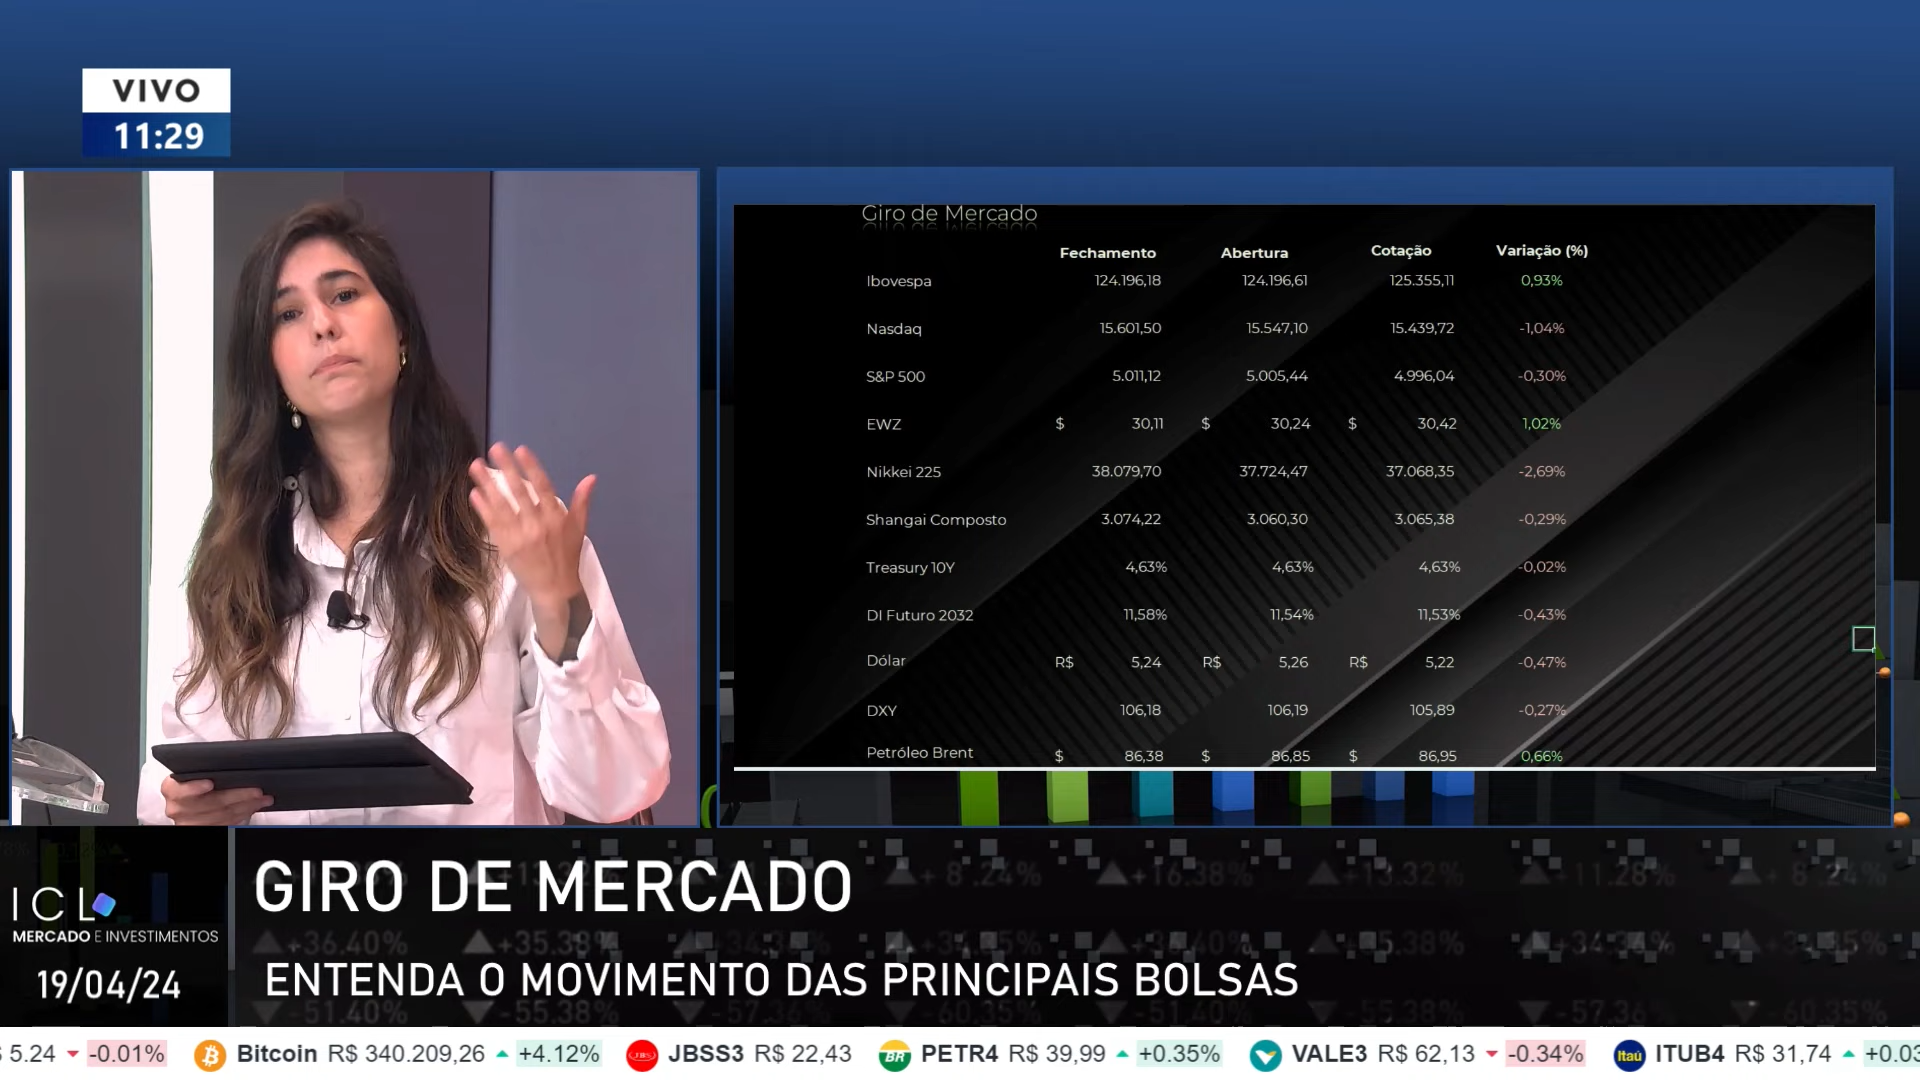 VIVO
11:29
Giro de Mercado
Fechamento Abertura Cotação Variação (%)
Ibovespa 124.196,18 124.196,61 125.355,11 0,93%
Nasdaq 15.601,50 15.547,10 15.439,72 -1,04%
S&P 500 5.011,12 5.005,44 4.996,04 -0,30%
EWZ $ 30,11 $ 30,24 $ 30,42 1,02%
Nikkei 225 38.079,70 37.724,47 37.068,35 -2,69%
Shangai Composto 3.074,22 3.060,30 3.065,38 -0,29%
Treasury 10Y 4,63% 4,63% 4,63% -0,02%
DI Futuro 2032 11,58% 11,54% 11,53% -0,43%
Dólar R$ 5,24 R$ 5,26 R$ 5,22 -0,47%
DXY 106,18 106,19 105,89 -0,27%
Petróleo Brent $ 86,38 $ 86,85 $ 86,95 0,66%
GIRO DE MERCADO
ICL
MERCADO E INVESTIMENTOS
19/04/24
ENTENDA O MOVIMENTO DAS PRINCIPAIS BOLSAS
5.24 -0.01% Bitcoin R$ 340.209,26 +4.12% JBSS3 R$ 22,43 BR PETR4 R$ 39,99 +0.35% VALE3 R$ 62,13 -0.34% Itaú ITUB4 R$ 31,74 +0.03